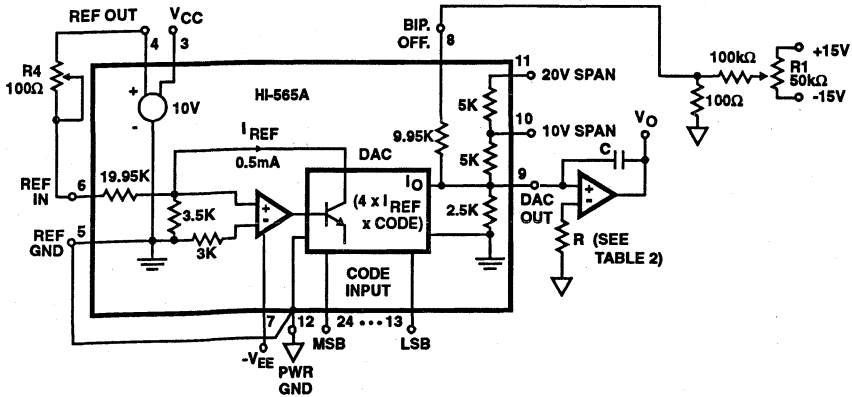 REF OUT
VCC
4
3
R4
100Ω
+
-
10V
HI-565A
BIP.
OFF.
8
11
20V SPAN
5K
10
10V SPAN
5K
9.95K
100kΩ
R1
50kΩ
+15V
-15V
100Ω
VO
IREF
0.5mA
DAC
REF
IN
6
19.95K
3.5K
3K
REF
GND
5
+
-
(4 x IREF
x CODE)
IO
2.5K
9
DAC
OUT
C
+
-
R (SEE
TABLE 2)
CODE
INPUT
7
12
24 • • • 13
-VEE
PWR
GND
MSB
LSB